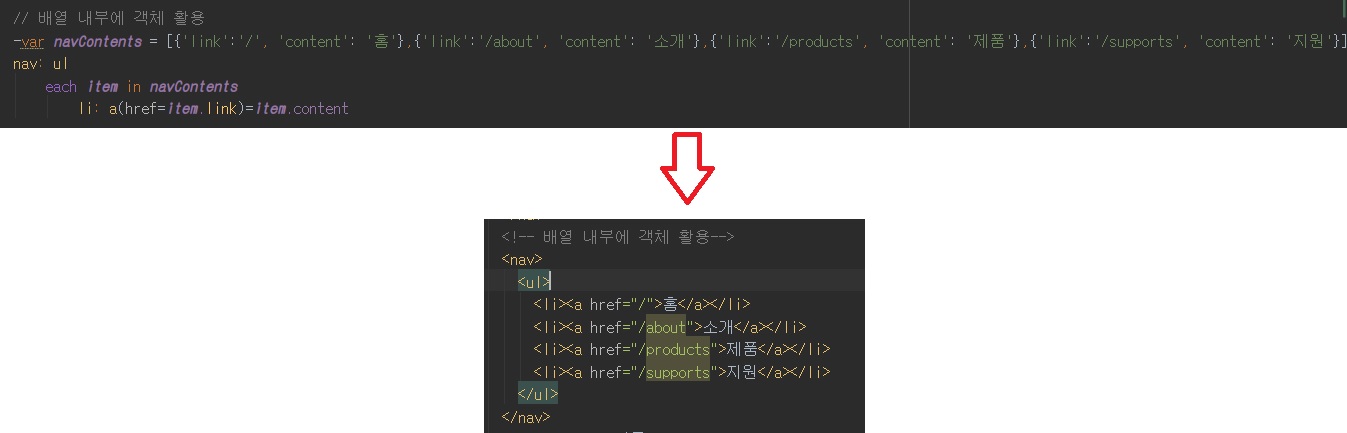 // 배열 내부에 객체 활용
-var navContents = [{'link':'/', 'content': '홈'},{'link':'/about', 'content': '소개'},{'link':'/products', 'content': '제품'},{'link':'/supports', 'content': '지원'}]
nav: ul
    each item in navContents
        li: a(href=item.link)=item.content
<!-- 배열 내부에 객체 활용-->
<nav>
  <ul>
    <li><a href="/">홈</a></li>
    <li><a href="/about">소개</a></li>
    <li><a href="/products">제품</a></li>
    <li><a href="/supports">지원</a></li>
  </ul>
</nav>